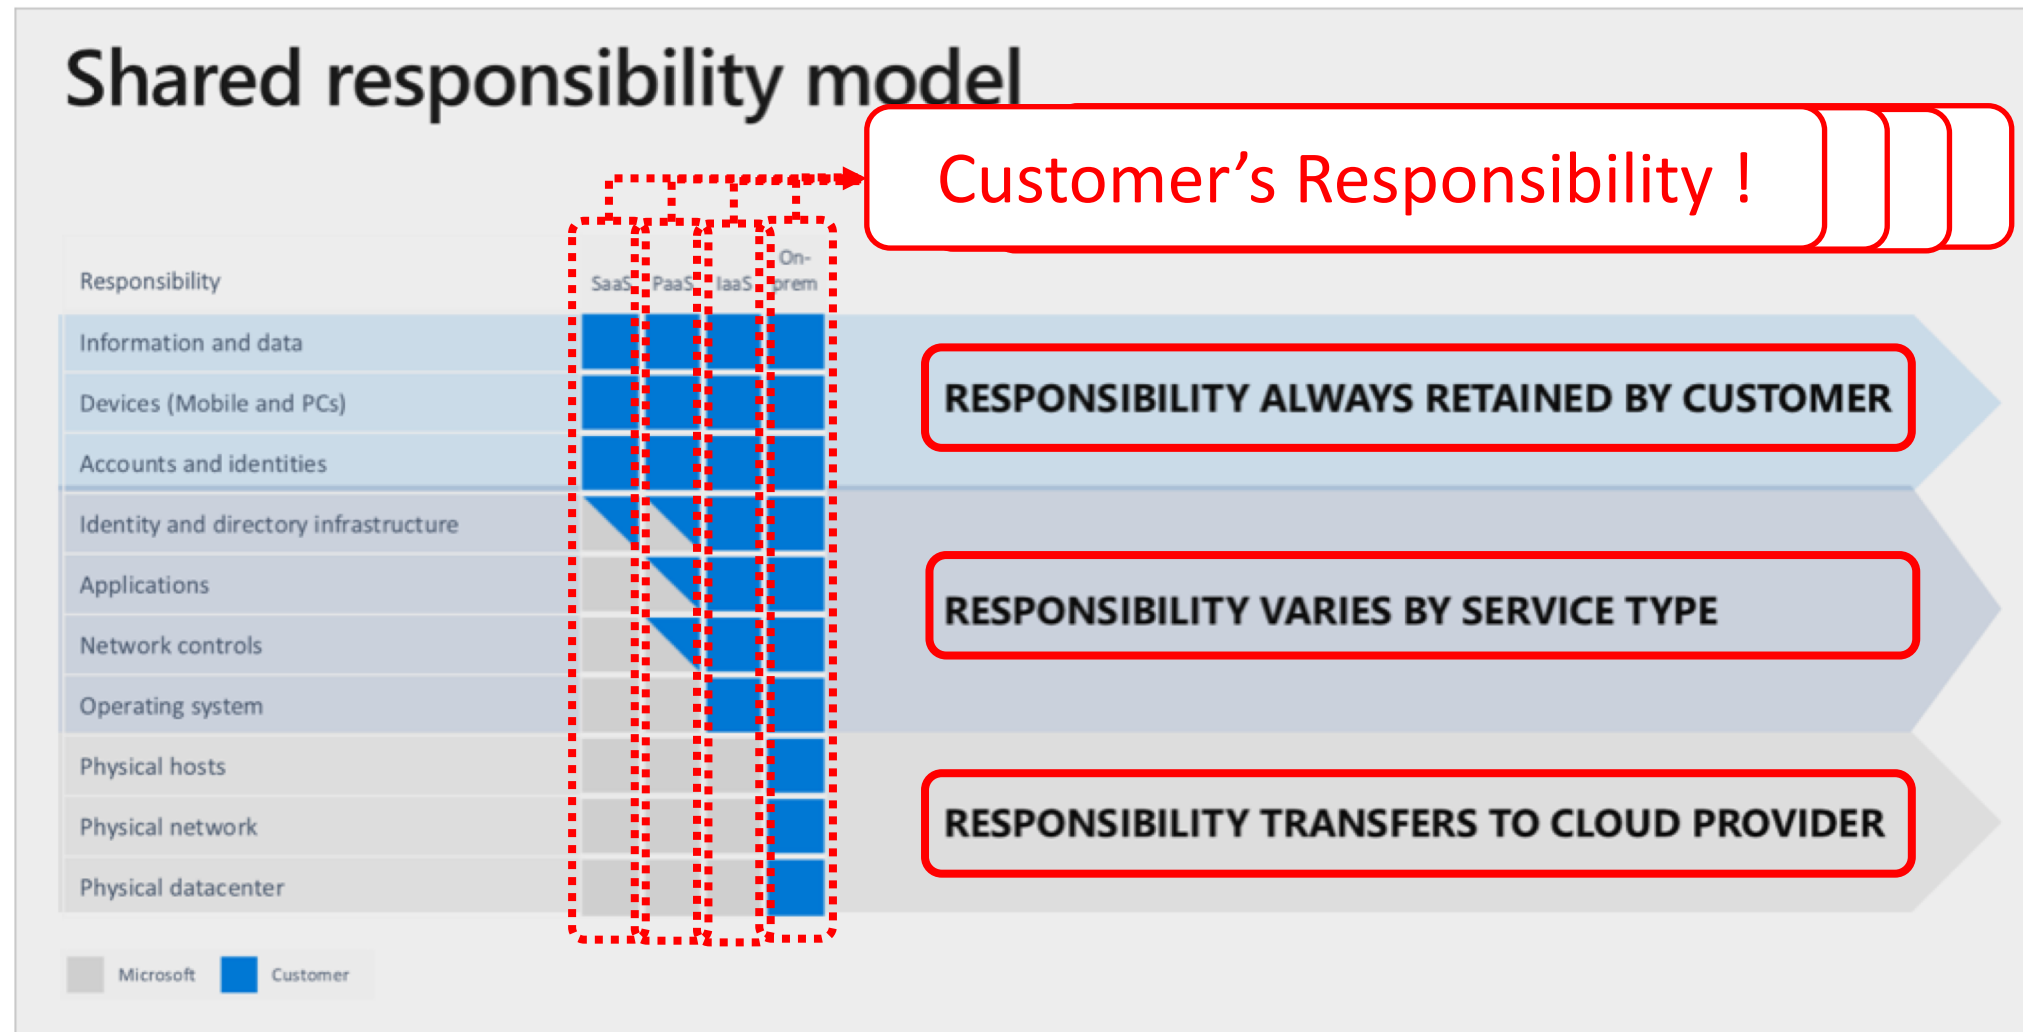 Shared responsibility model
Customer’s Responsibility !
Responsibility
SaaS
PaaS
IaaS
On-
prem
Information and data
Devices (Mobile and PCs)
Accounts and identities
RESPONSIBILITY ALWAYS RETAINED BY CUSTOMER
Identity and directory infrastructure
Applications
Network controls
Operating system
RESPONSIBILITY VARIES BY SERVICE TYPE
Physical hosts
Physical network
Physical datacenter
RESPONSIBILITY TRANSFERS TO CLOUD PROVIDER
Microsoft
Customer